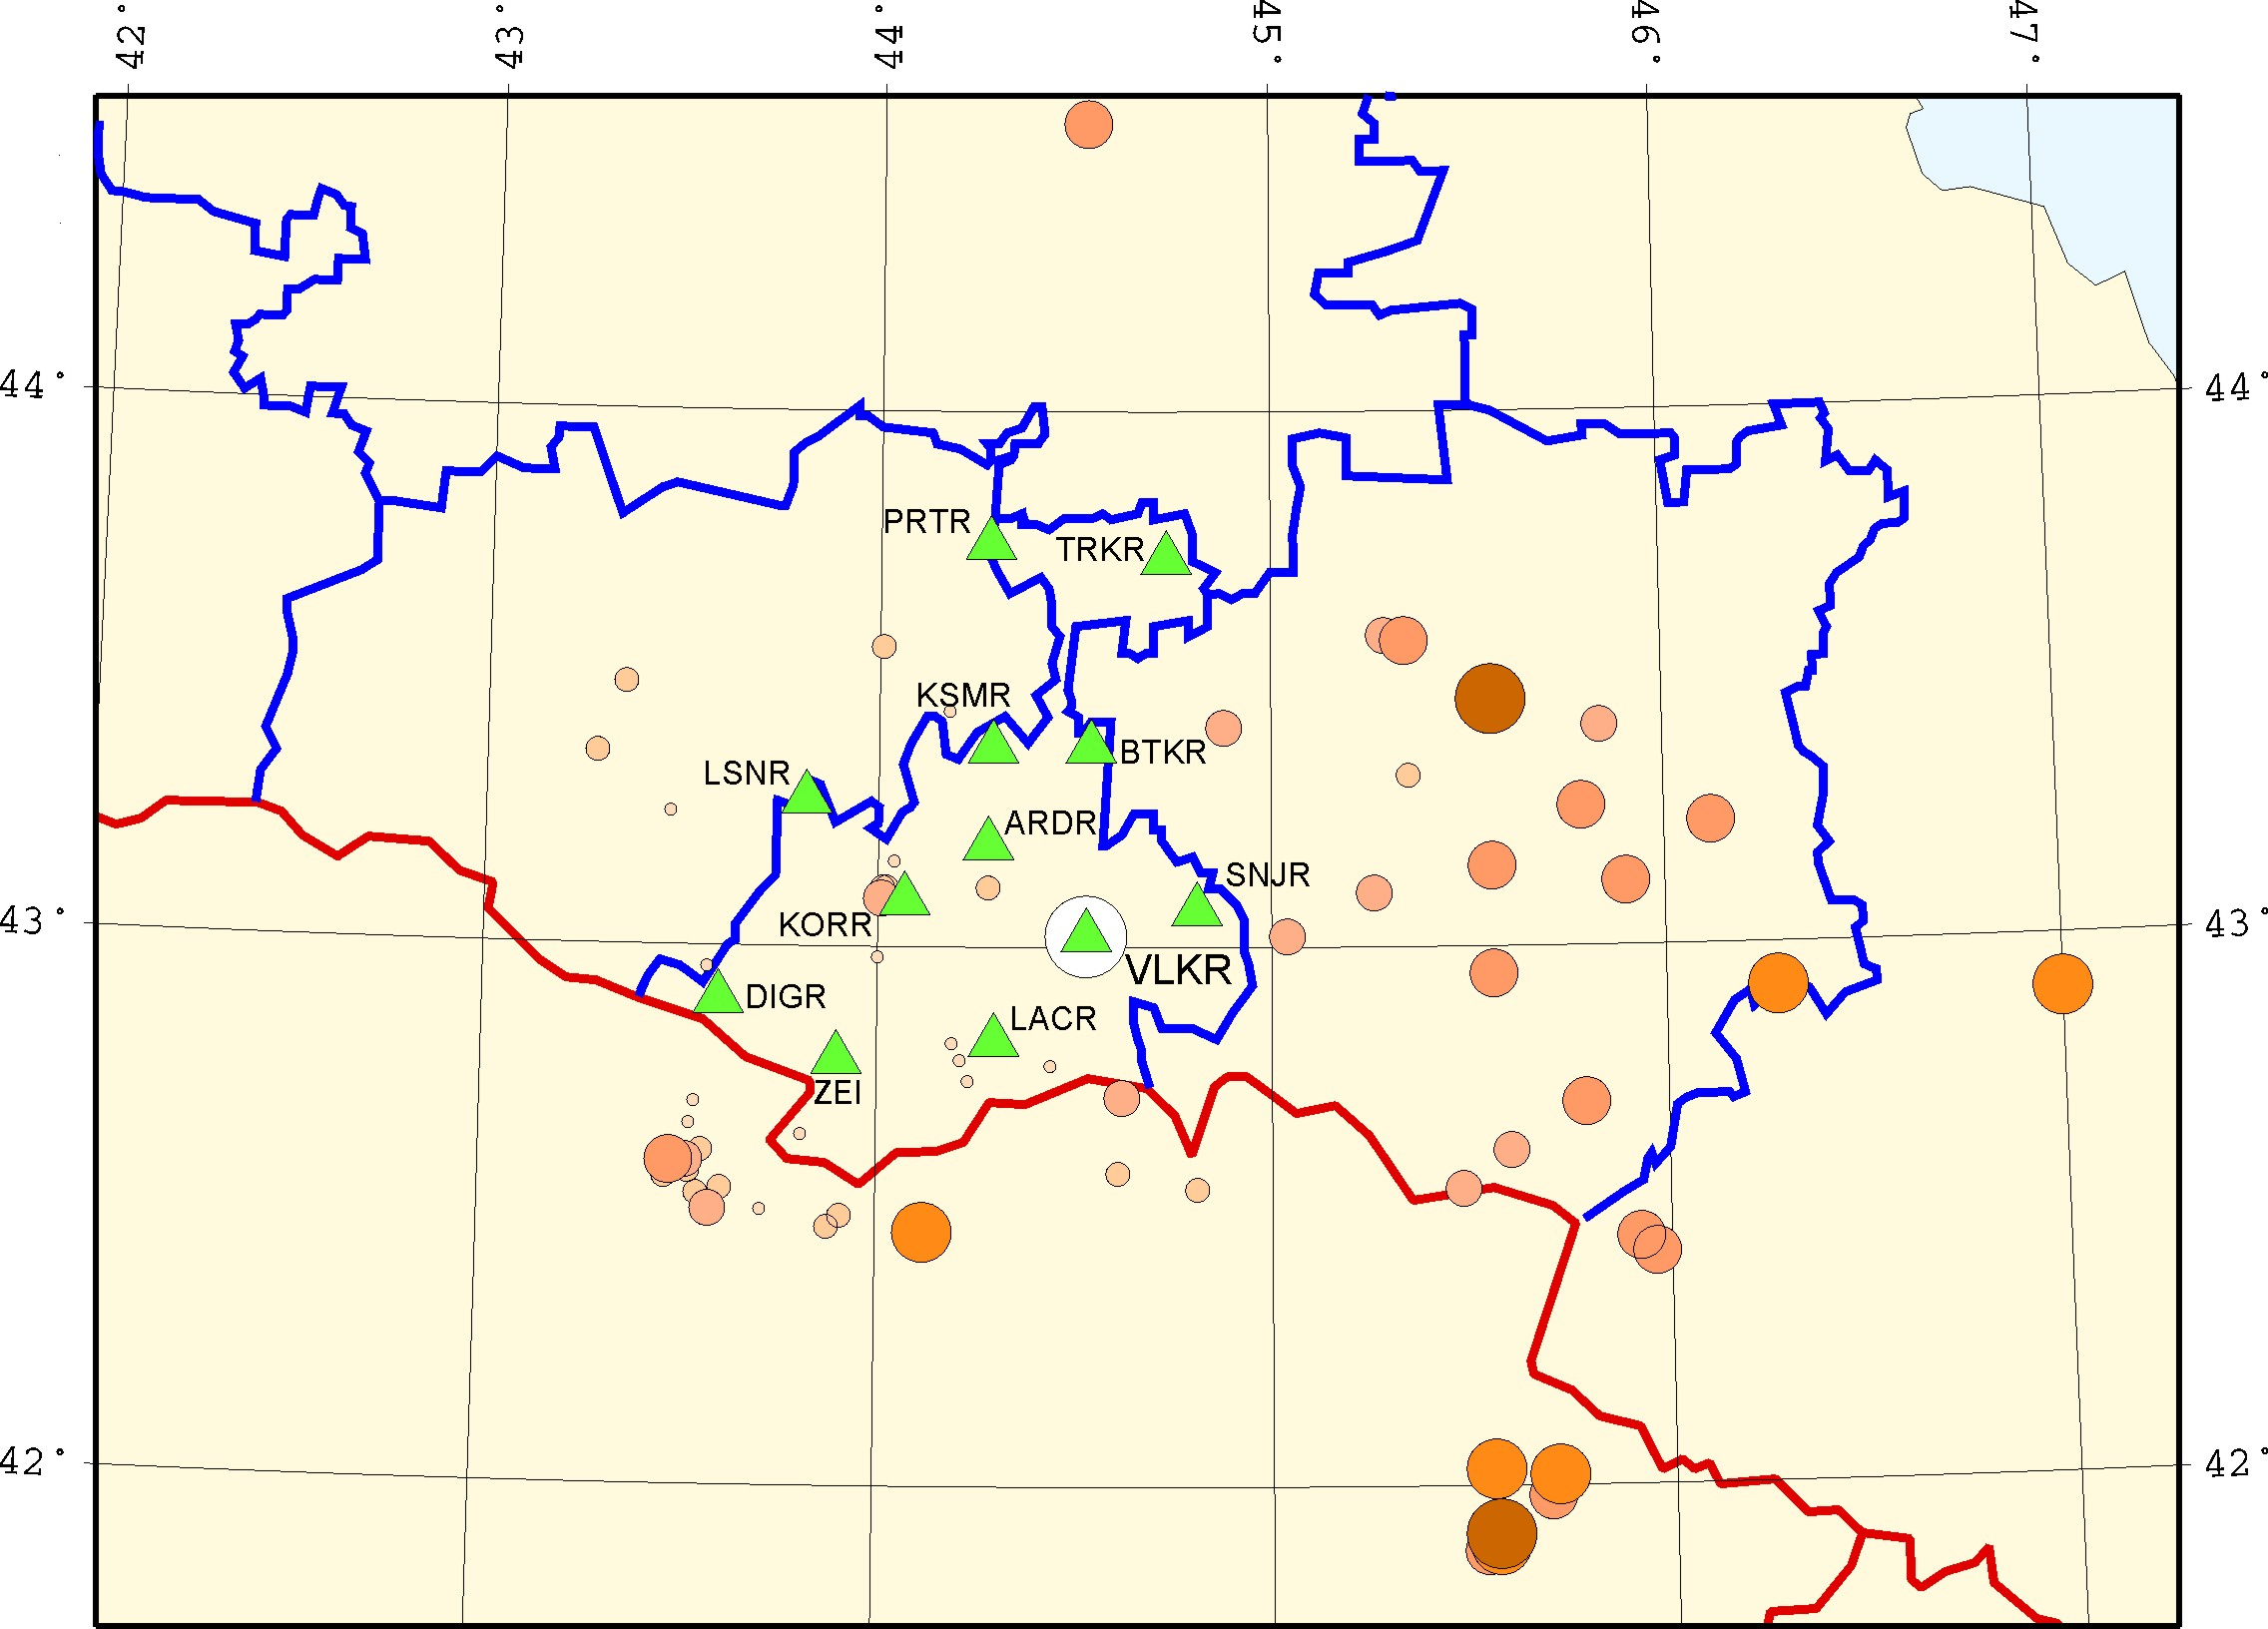 42°
43°
44°
45°
46°
47°
44° 44°
PRTR
TRKR
KSMR
BTKR
LSNR
ARDR
SNJR
KORR
43° 43°
VLKR
DIGR
LACR
ZEI
42° 42°